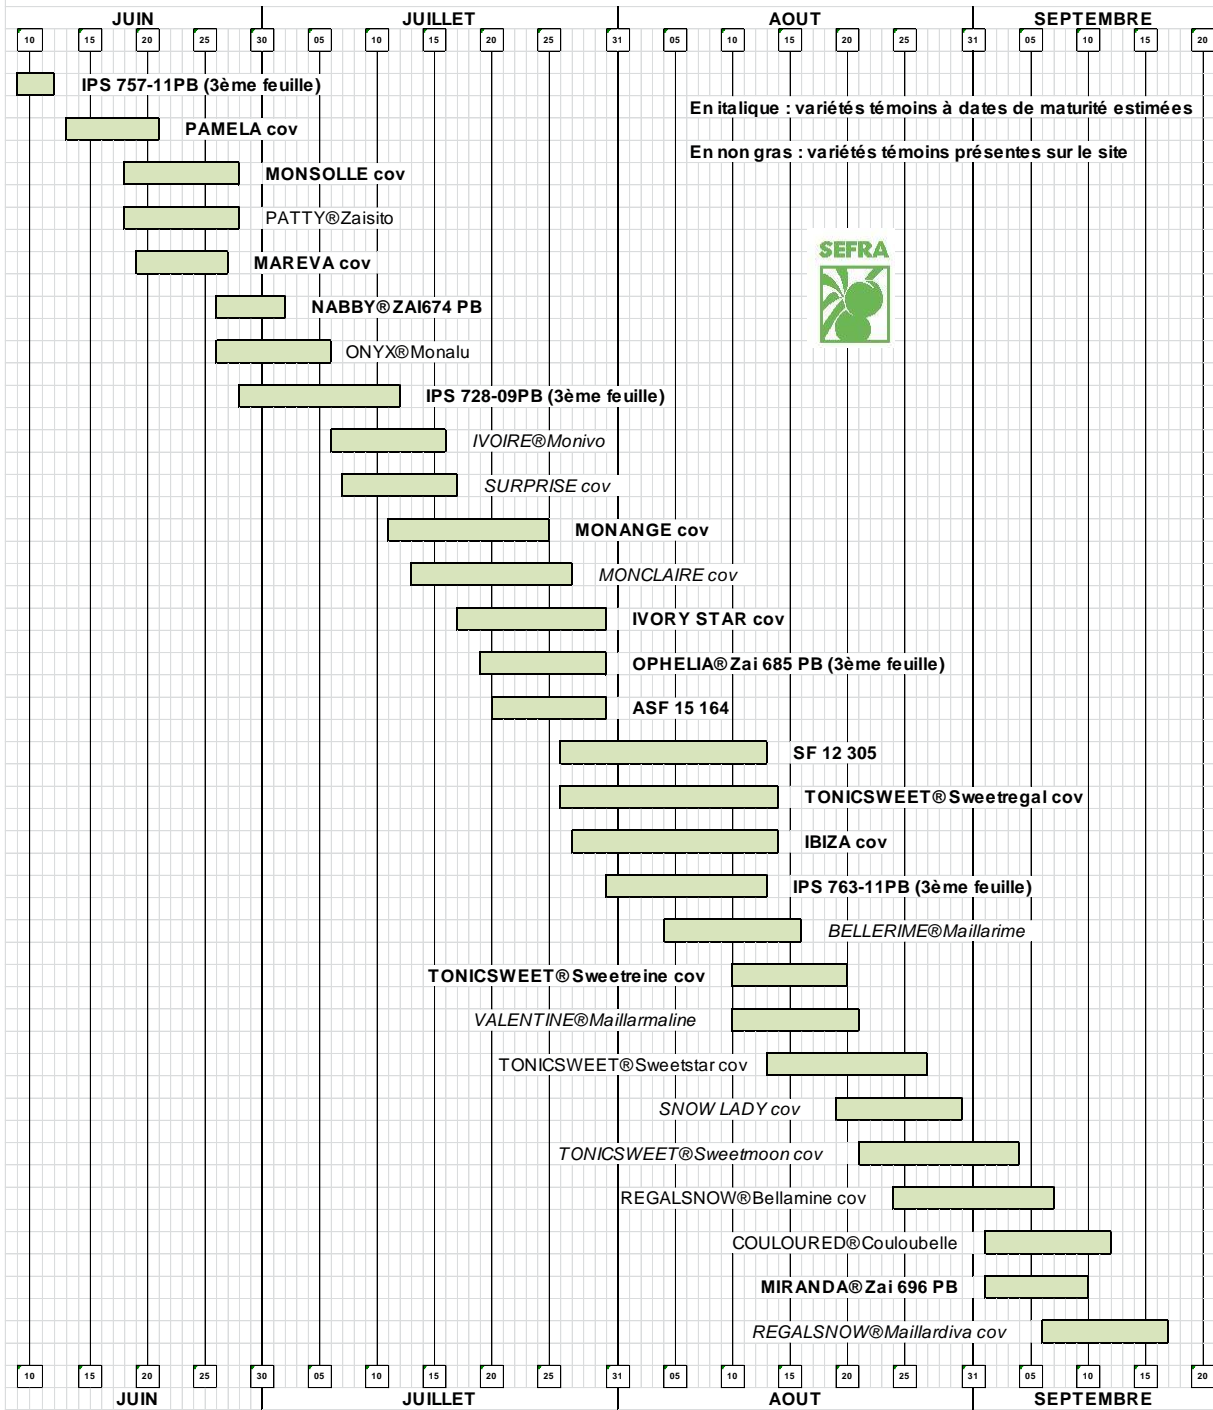 JUIN JUILLET AOUT SEPTEMBRE
10 15 20 25 30 05 10 15 20 25 31 05 10 15 20 25 31 05 10 15 20
IPS 757-11PB (3ème feuille)
En italique : variétés témoins à dates de maturité estimées
PAMELA cov
En non gras : variétés témoins présentes sur le site
MONSOLLE cov
PATTY®Zaisito
SEFRA
MAREVA cov
NABBY®ZAI674 PB
ONYX®Monalu
IPS 728-09PB (3ème feuille)
IVOIRE®Monivo
SURPRISE cov
MONANGE cov
MONCLAIRE cov
IVORY STAR cov
OPHELIA®Zai 685 PB (3ème feuille)
ASF 15 164
SF 12 305
TONICSWEET®Sweetregal cov
IBIZA cov
IPS 763-11PB (3ème feuille)
BELLERIME®Maillarime
TONICSWEET®Sweetreine cov
VALENTINE®Maillarmaline
TONICSWEET®Sweetstar cov
SNOW LADY cov
TONICSWEET®Sweetmoon cov
REGALSNOW®Bellamine cov
COULOURED®Couloubelle
MIRANDA®Zai 696 PB
REGALSNOW®Maillardiva cov
10 15 20 25 30 05 10 15 20 25 31 05 10 15 20 25 31 05 10 15 20
JUIN JUILLET AOUT SEPTEMBRE